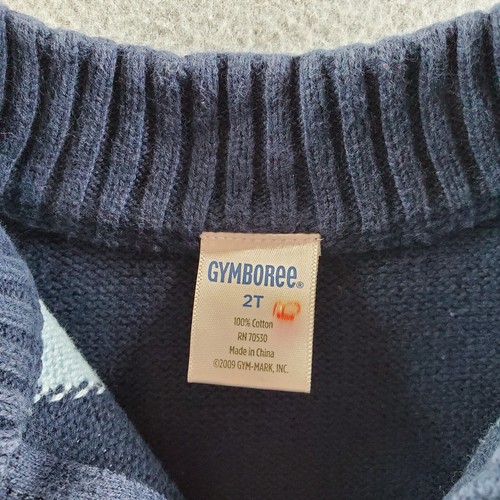 GYMBOREE®
2T
100% Cotton
RN 70530
Made in China
©2009 GYM-MARK, INC.